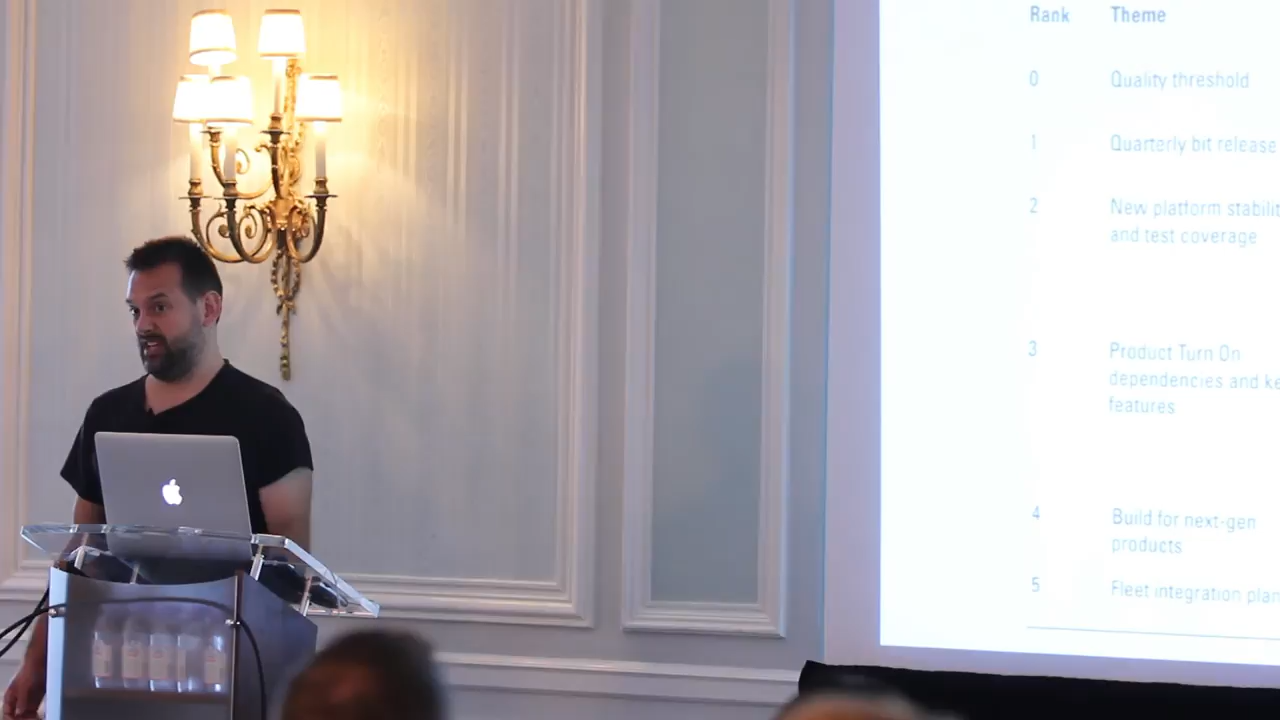 Rank Theme
0 Quality threshold
1 Quarterly bit release
2 New platform
and test coverage
3 Product Turn On
dependencies and
features
4 Build for next-gen
products
5 Fleet integration